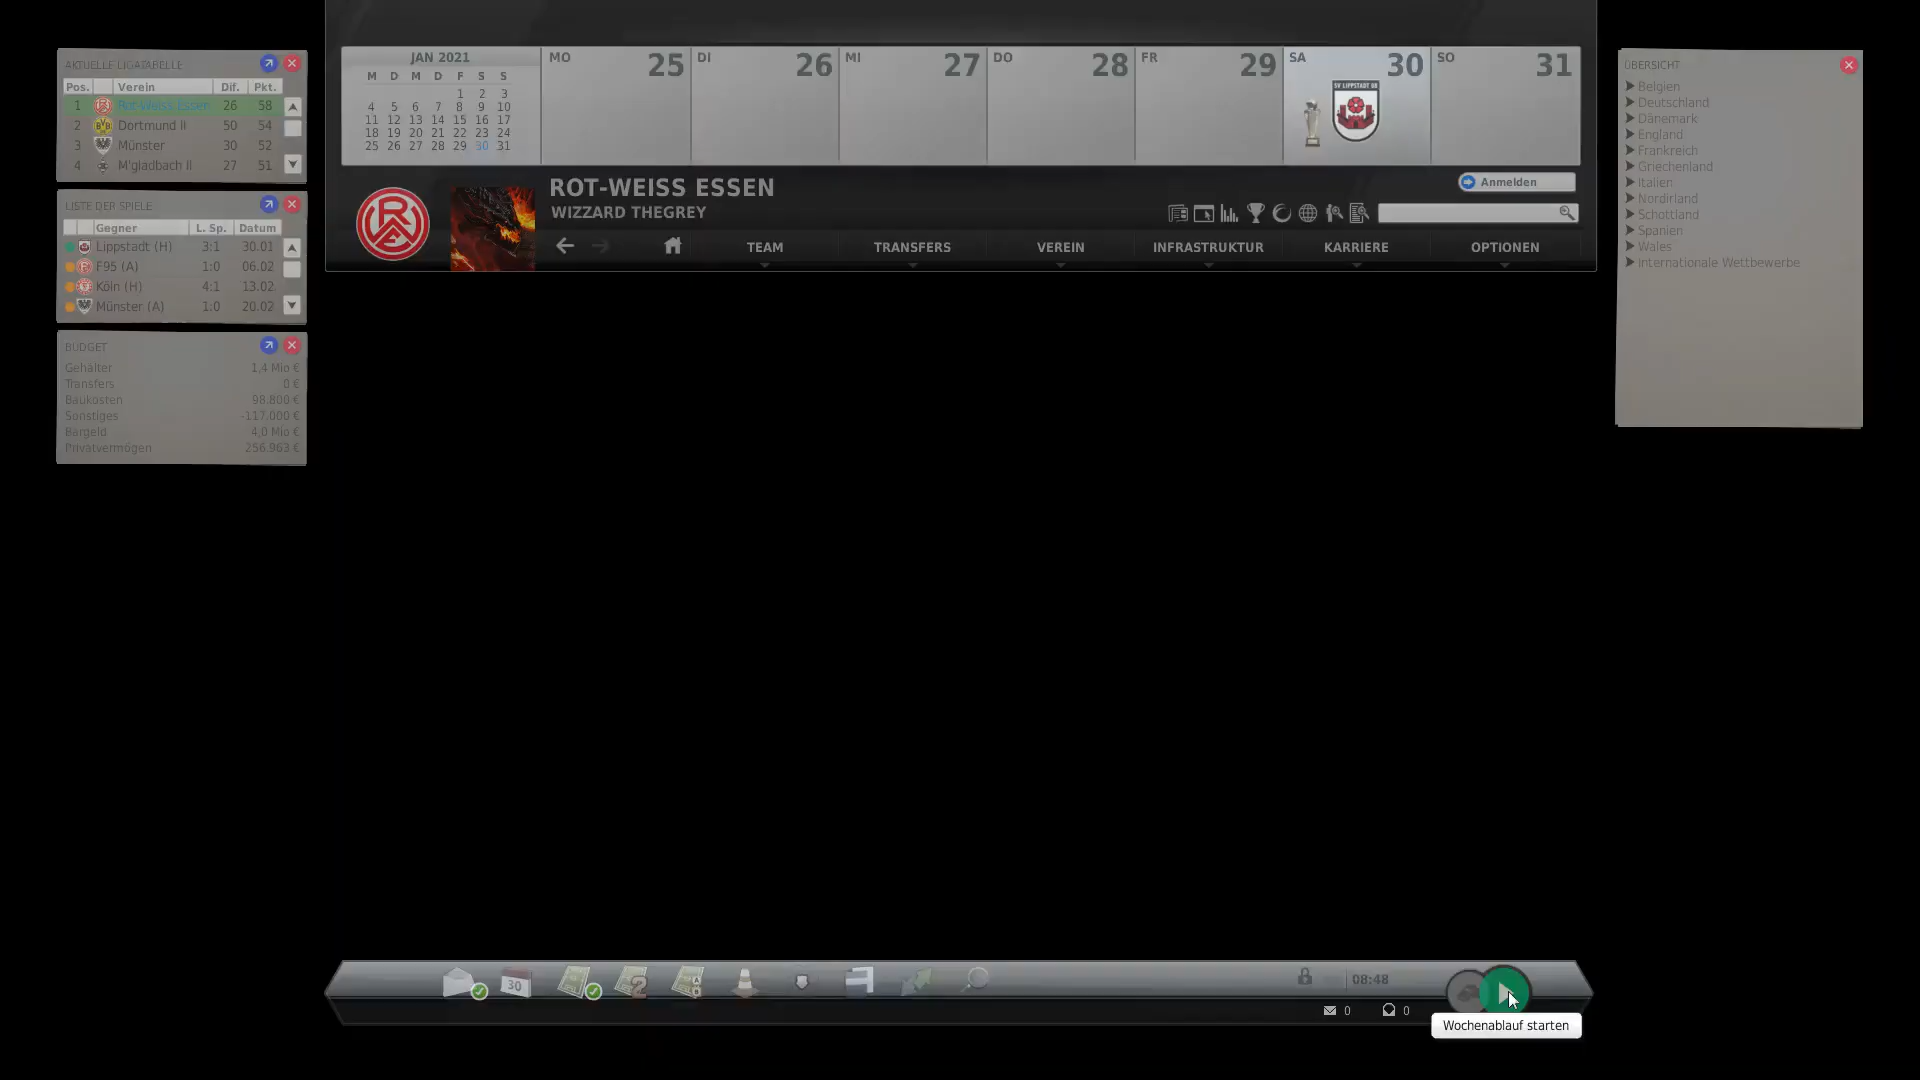 AKTUELLE LIGATABELLE
Pos. Verein Dif. Pkt.
1 Rot-Weiss Essen 26 58
2 Dortmund II 50 54
3 Münster 30 52
4 M'gladbach II 27 51
LISTE DER SPIELE
Gegner L. Sp. Datum
Lippstadt (H) 3:1 30.01
F95 (A) 1:0 06.02
Köln (H) 4:1 13.02
Münster (A) 1:0 20.02
BUDGET
Gehälter 1,4 Mio €
Transfers 0 €
Baukosten 98.800 €
Sonstiges -117.000 €
Bargeld 4,0 Mio €
Privatvermögen 256.963 €
JAN 2021
M D M D F S S
1 2 3
4 5 6 7 8 9 10
11 12 13 14 15 16 17
18 19 20 21 22 23 24
25 26 27 28 29 30 31
MO 25 DI 26 MI 27 DO 28 FR 29 SA 30 SO 31
SV LIPPSTADT 08
ROT-WEISS ESSEN
WIZZARD THEGREY
Anmelden
TEAM TRANSFERS VEREIN INFRASTRUKTUR KARRIERE OPTIONEN
ÜBERSICHT
Belgien
Deutschland
Dänemark
England
Frankreich
Griechenland
Italien
Nordirland
Schottland
Spanien
Wales
Internationale Wettbewerbe
30
2
08:48
0 0
Wochenablauf starten